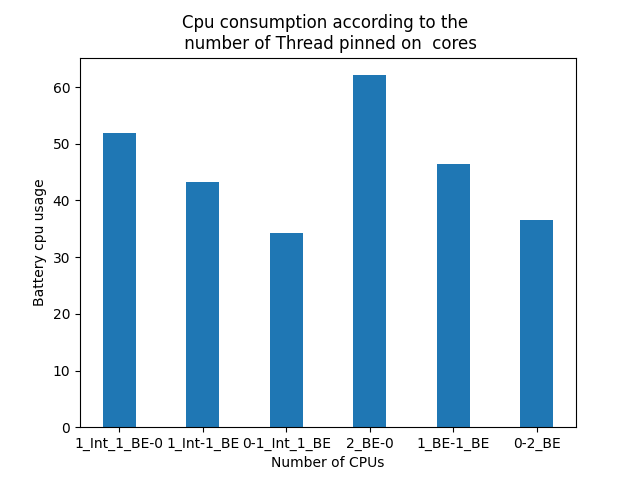 Cpu consumption according to the
number of Thread pinned on  cores
Battery cpu usage
60
50
40
30
20
10
0
1_Int_1_BE-0 1_Int-1_BE 0-1_Int_1_BE 2_BE-0 1_BE-1_BE 0-2_BE
Number of CPUs